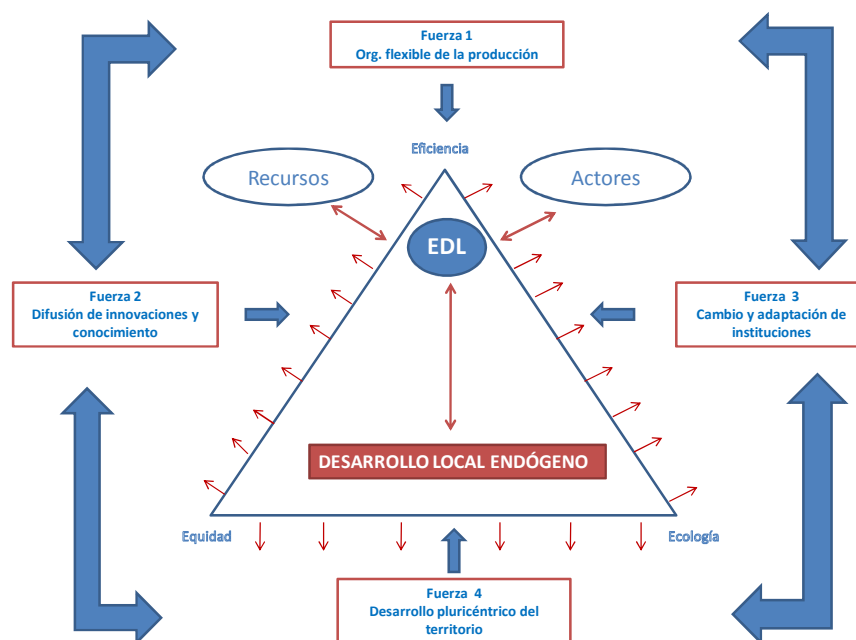 Fuerza 1
Org. flexible de la producción
Eficiencia
Recursos
Actores
EDL
Fuerza 2
Difusión de innovaciones y
conocimiento
Fuerza 3
Cambio y adaptación de
instituciones
DESARROLLO LOCAL ENDÓGENO
Equidad
Ecología
Fuerza 4
Desarrollo pluricéntrico del
territorio